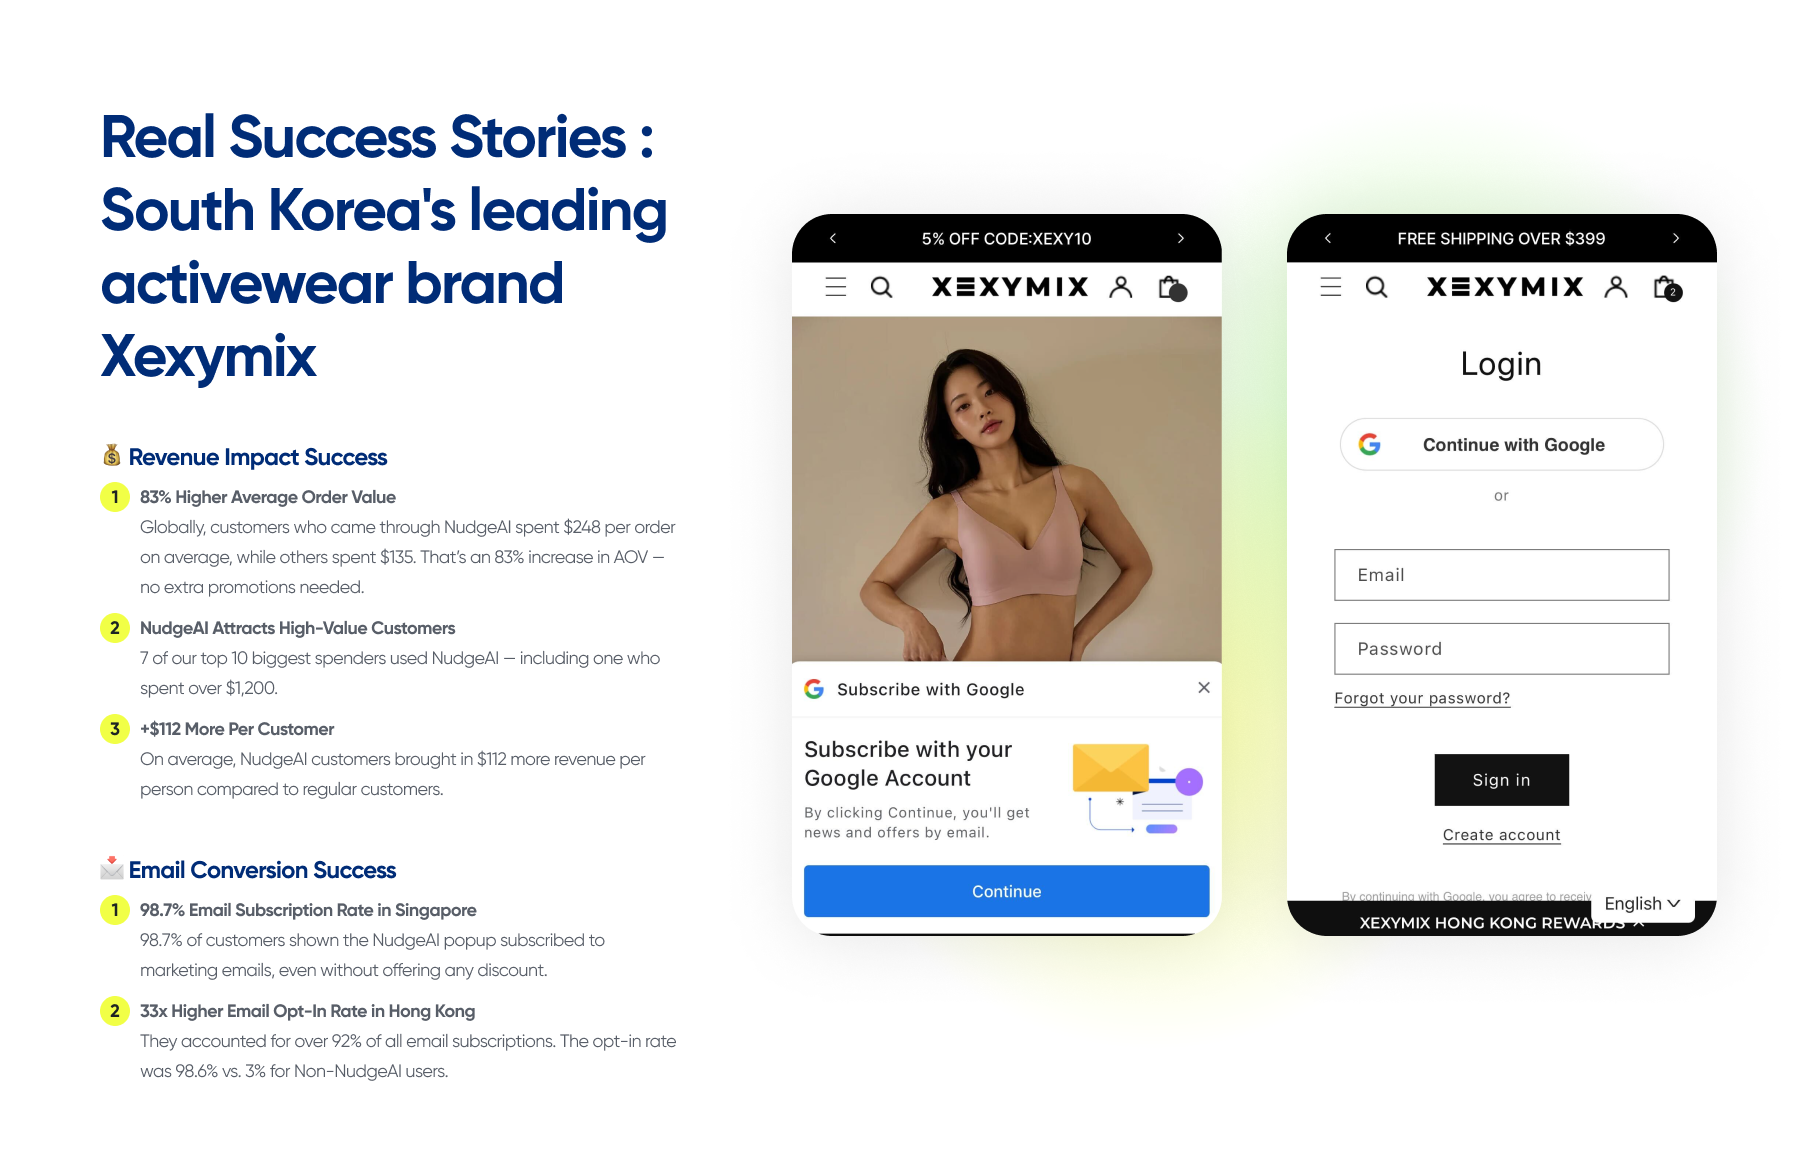 Real Success Stories :
South Korea's leading
activewear brand
Xexymix
Revenue Impact Success
1 83% Higher Average Order Value
Globally, customers who came through NudgeAI spent $248 per order
on average, while others spent $135. That’s an 83% increase in AOV —
no extra promotions needed.
2 NudgeAI Attracts High-Value Customers
7 of our top 10 biggest spenders used NudgeAI — including one who
spent over $1,200.
3 +$112 More Per Customer
On average, NudgeAI customers brought in $112 more revenue per
person compared to regular customers.
Email Conversion Success
1 98.7% Email Subscription Rate in Singapore
98.7% of customers shown the NudgeAI popup subscribed to
marketing emails, even without offering any discount.
2 33x Higher Email Opt-In Rate in Hong Kong
They accounted for over 92% of all email subscriptions. The opt-in rate
was 98.6% vs. 3% for Non-NudgeAI users.
5% OFF CODE:XEXY10
XEXYMIX
Subscribe with Google
Subscribe with your
Google Account
By clicking Continue, you'll get
news and offers by email.
Continue
FREE SHIPPING OVER $399
XEXYMIX
2
Login
Continue with Google
or
Email
Password
Forgot your password?
Sign in
Create account
By continuing with Google, you agree to receiv
English
XEXYMIX HONG KONG REWARDS